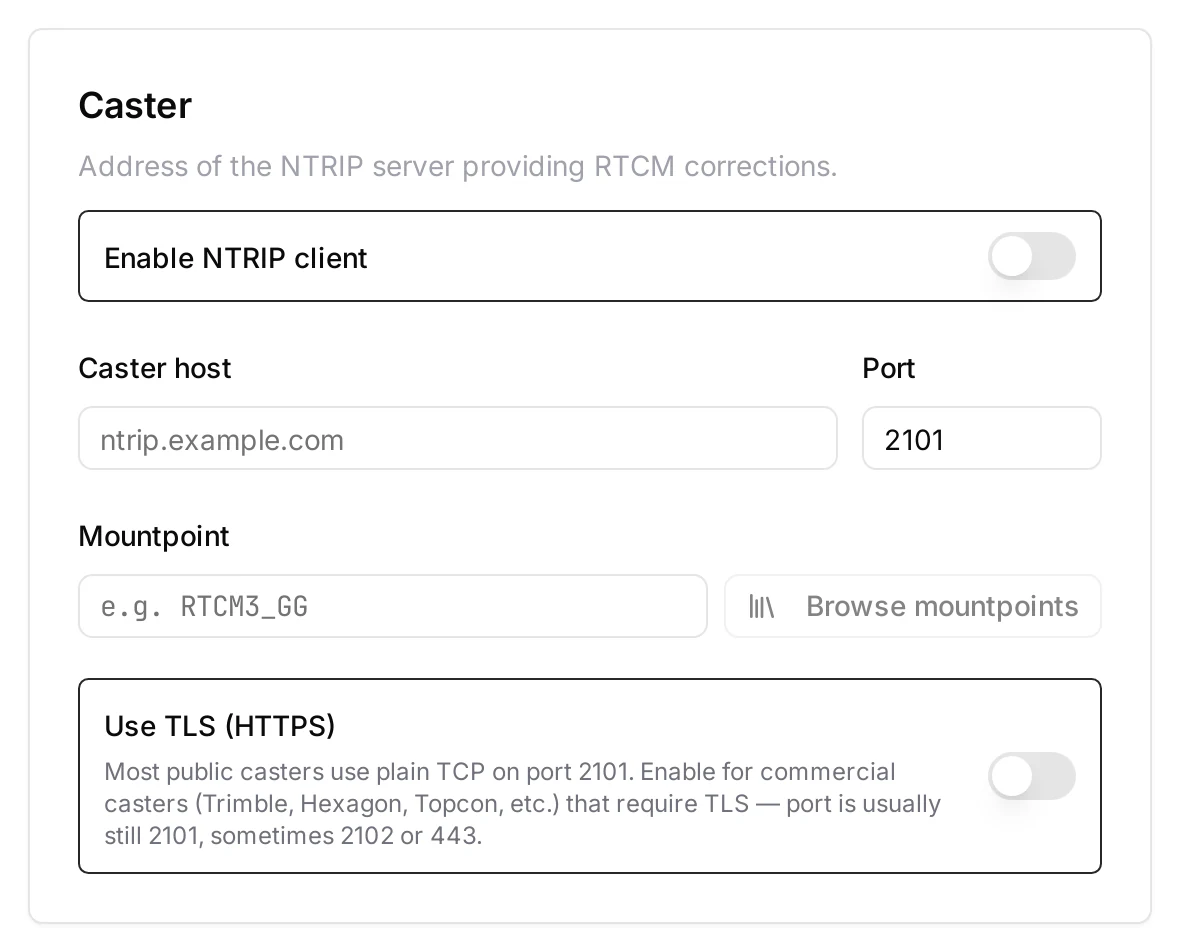 Caster
Address of the NTRIP server providing RTCM corrections.
Enable NTRIP client
Caster host
Port
ntrip.example.com
2101
Mountpoint
e.g. RTCM3_GG
Browse mountpoints
Use TLS (HTTPS)
Most public casters use plain TCP on port 2101. Enable for commercial
casters (Trimble, Hexagon, Topcon, etc.) that require TLS — port is usually
still 2101, sometimes 2102 or 443.